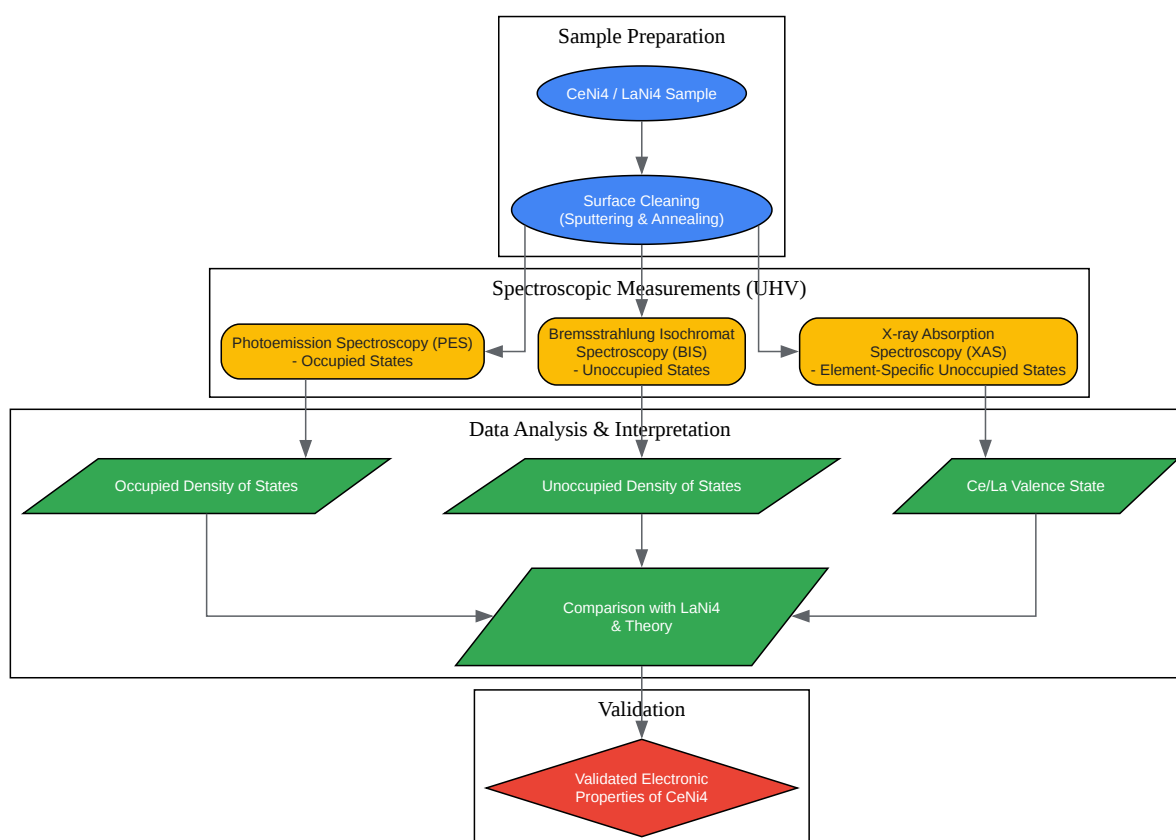 Sample Preparation
CeNi4 / LaNi4 Sample
Surface Cleaning
(Sputtering & Annealing)
Spectroscopic Measurements (UHV)
Photoemission Spectroscopy (PES)
- Occupied States
Bremsstrahlung Isochromat
Spectroscopy (BIS)
- Unoccupied States
X-ray Absorption
Spectroscopy (XAS)
- Element-Specific Unoccupied States
Data Analysis & Interpretation
Occupied Density of States
Unoccupied Density of States
Ce/La Valence State
Comparison with LaNi4
& Theory
Validation
Validated Electronic
Properties of CeNi4